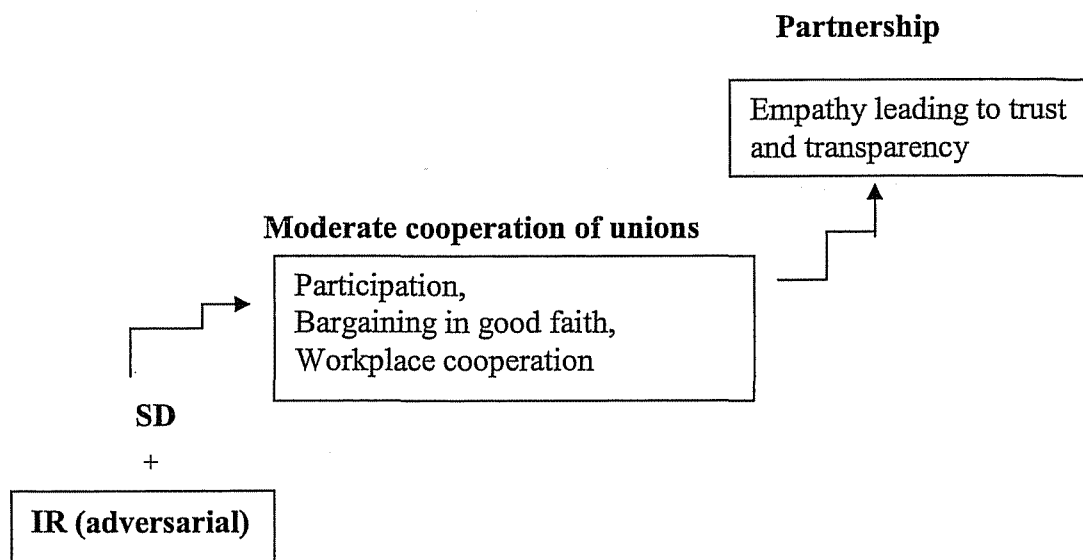 Partnership
Empathy leading to trust
and transparency
Moderate cooperation of unions
Participation,
Bargaining in good faith,
Workplace cooperation
SD
+
IR (adversarial)